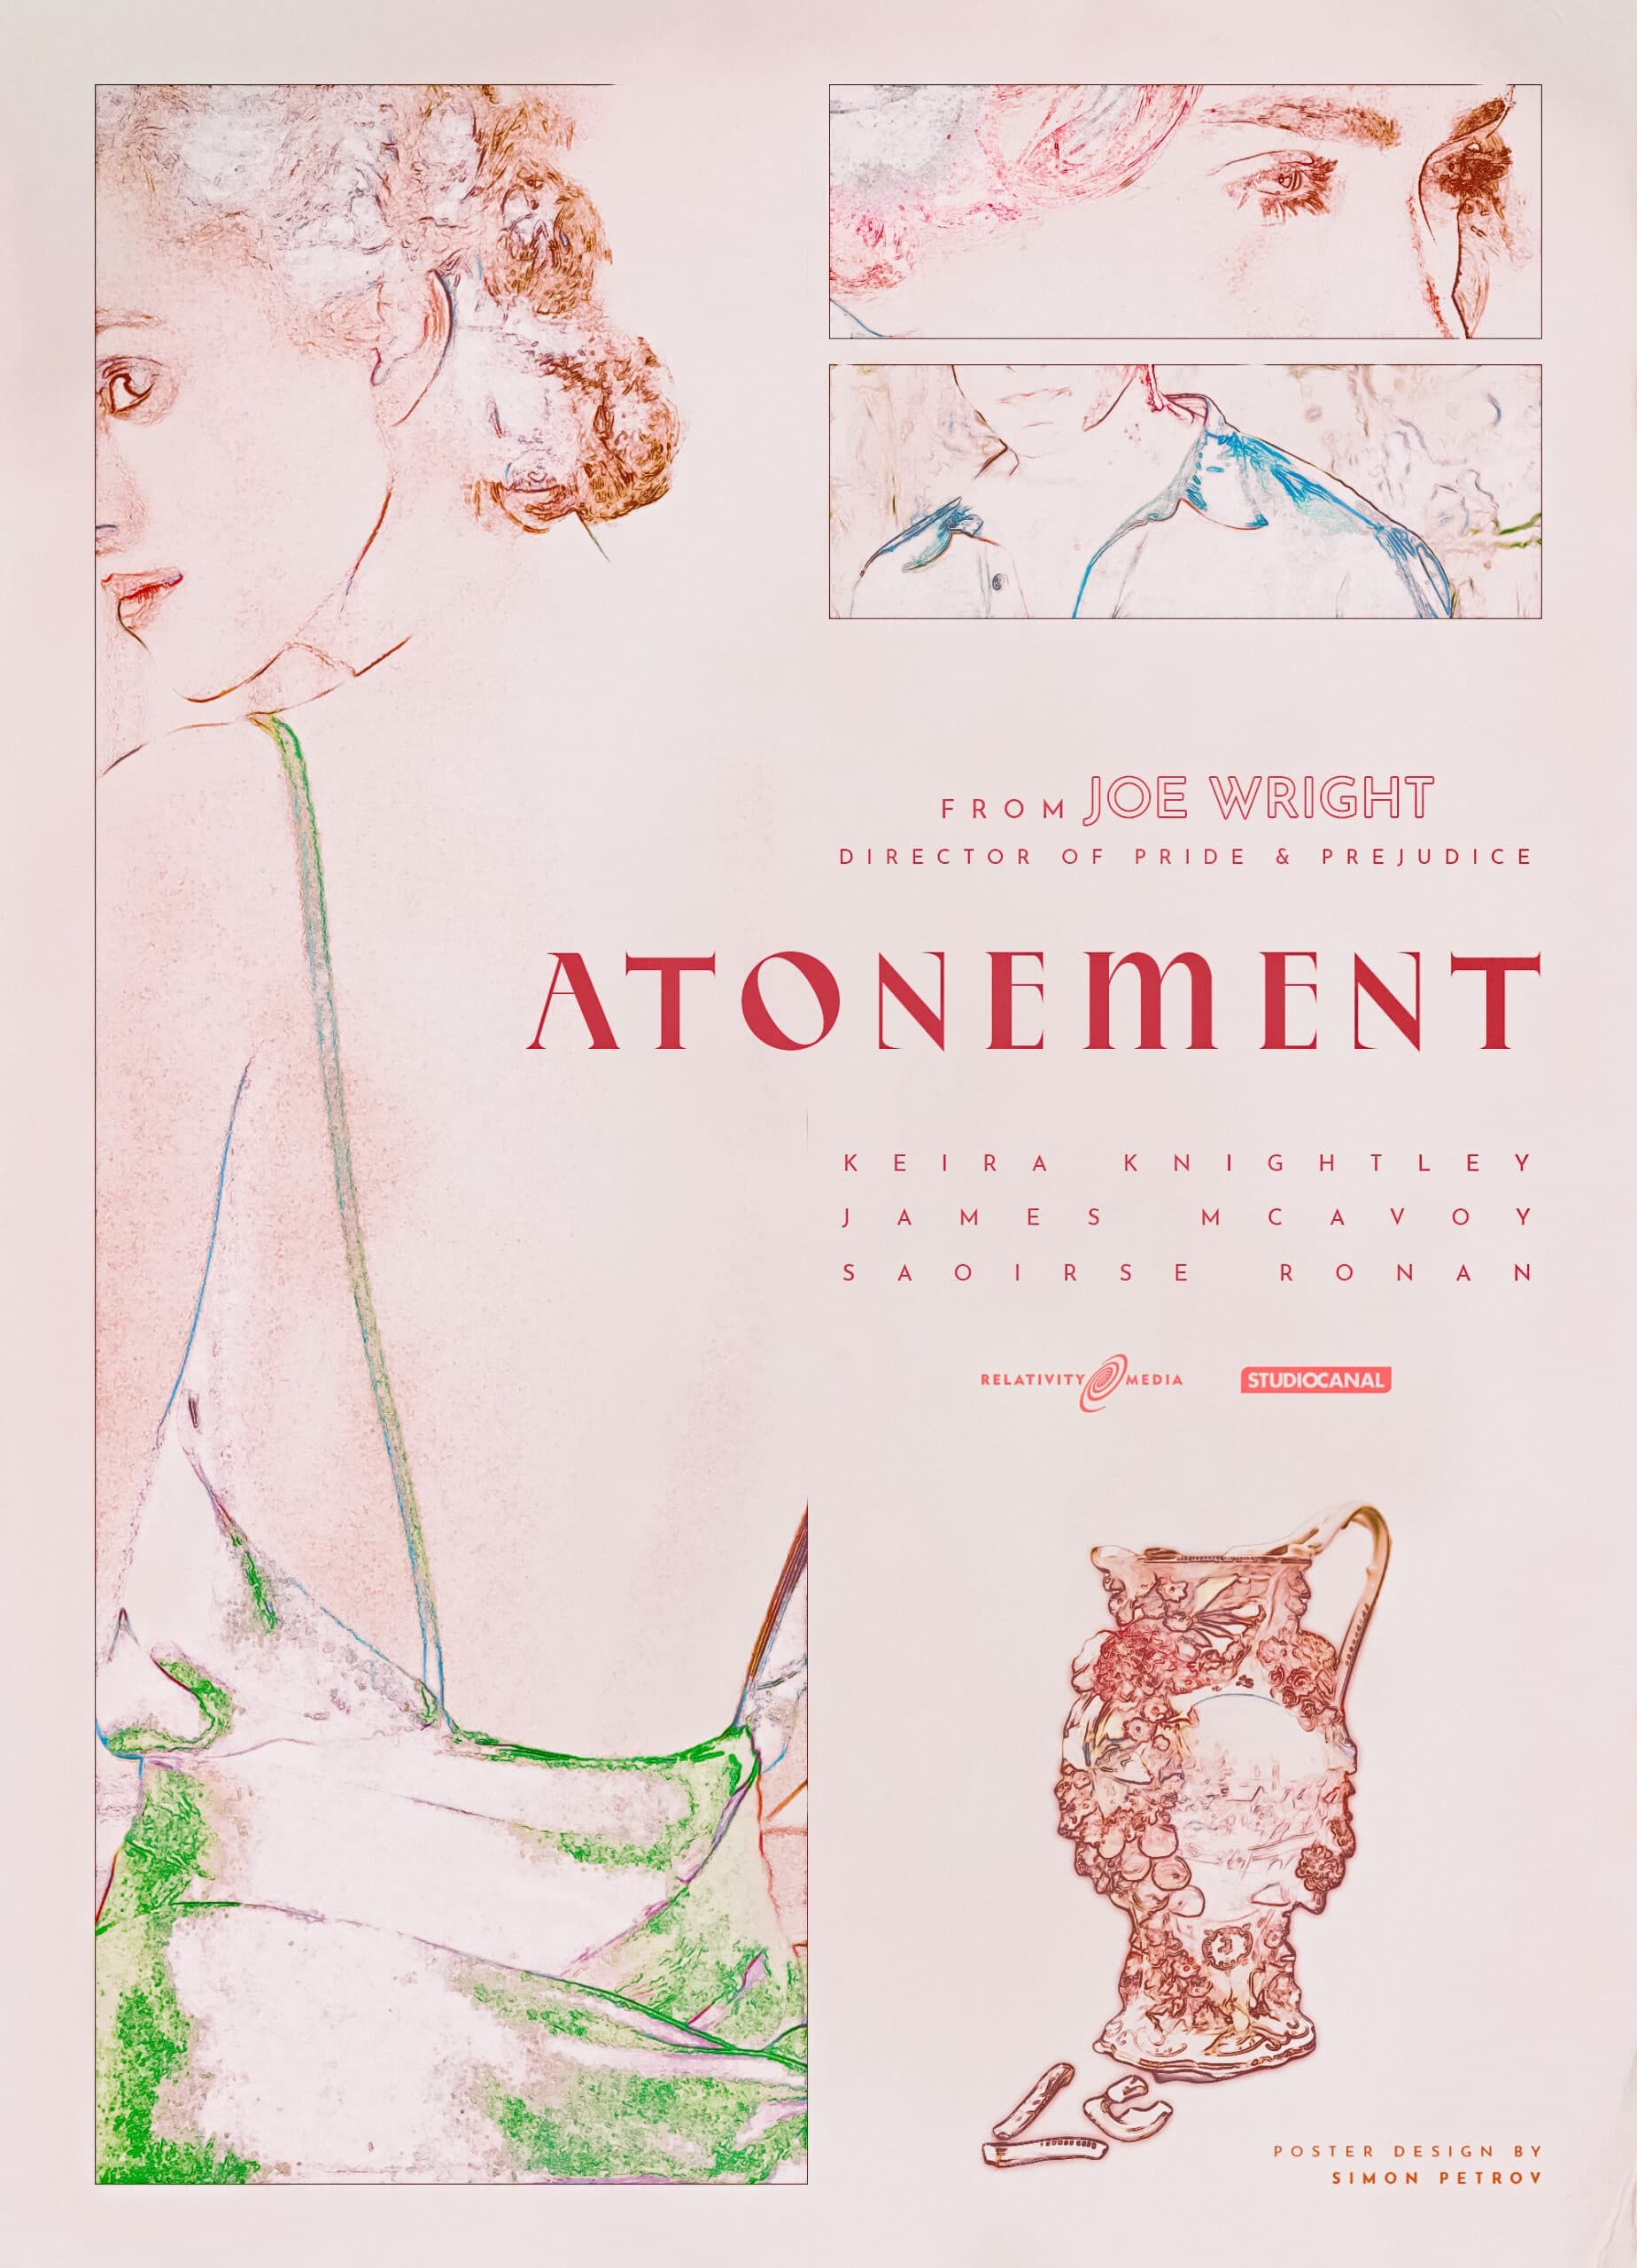 FROM JOE WRIGHT
DIRECTOR OF PRIDE & PREJUDICE
ATONEMENT
KEIRA KNIGHTLEY
JAMES MCAVOY
SAOIRSE RONAN
RELATIVITY MEDIA STUDIOCANAL
POSTER DESIGN BY
SIMON PETROV